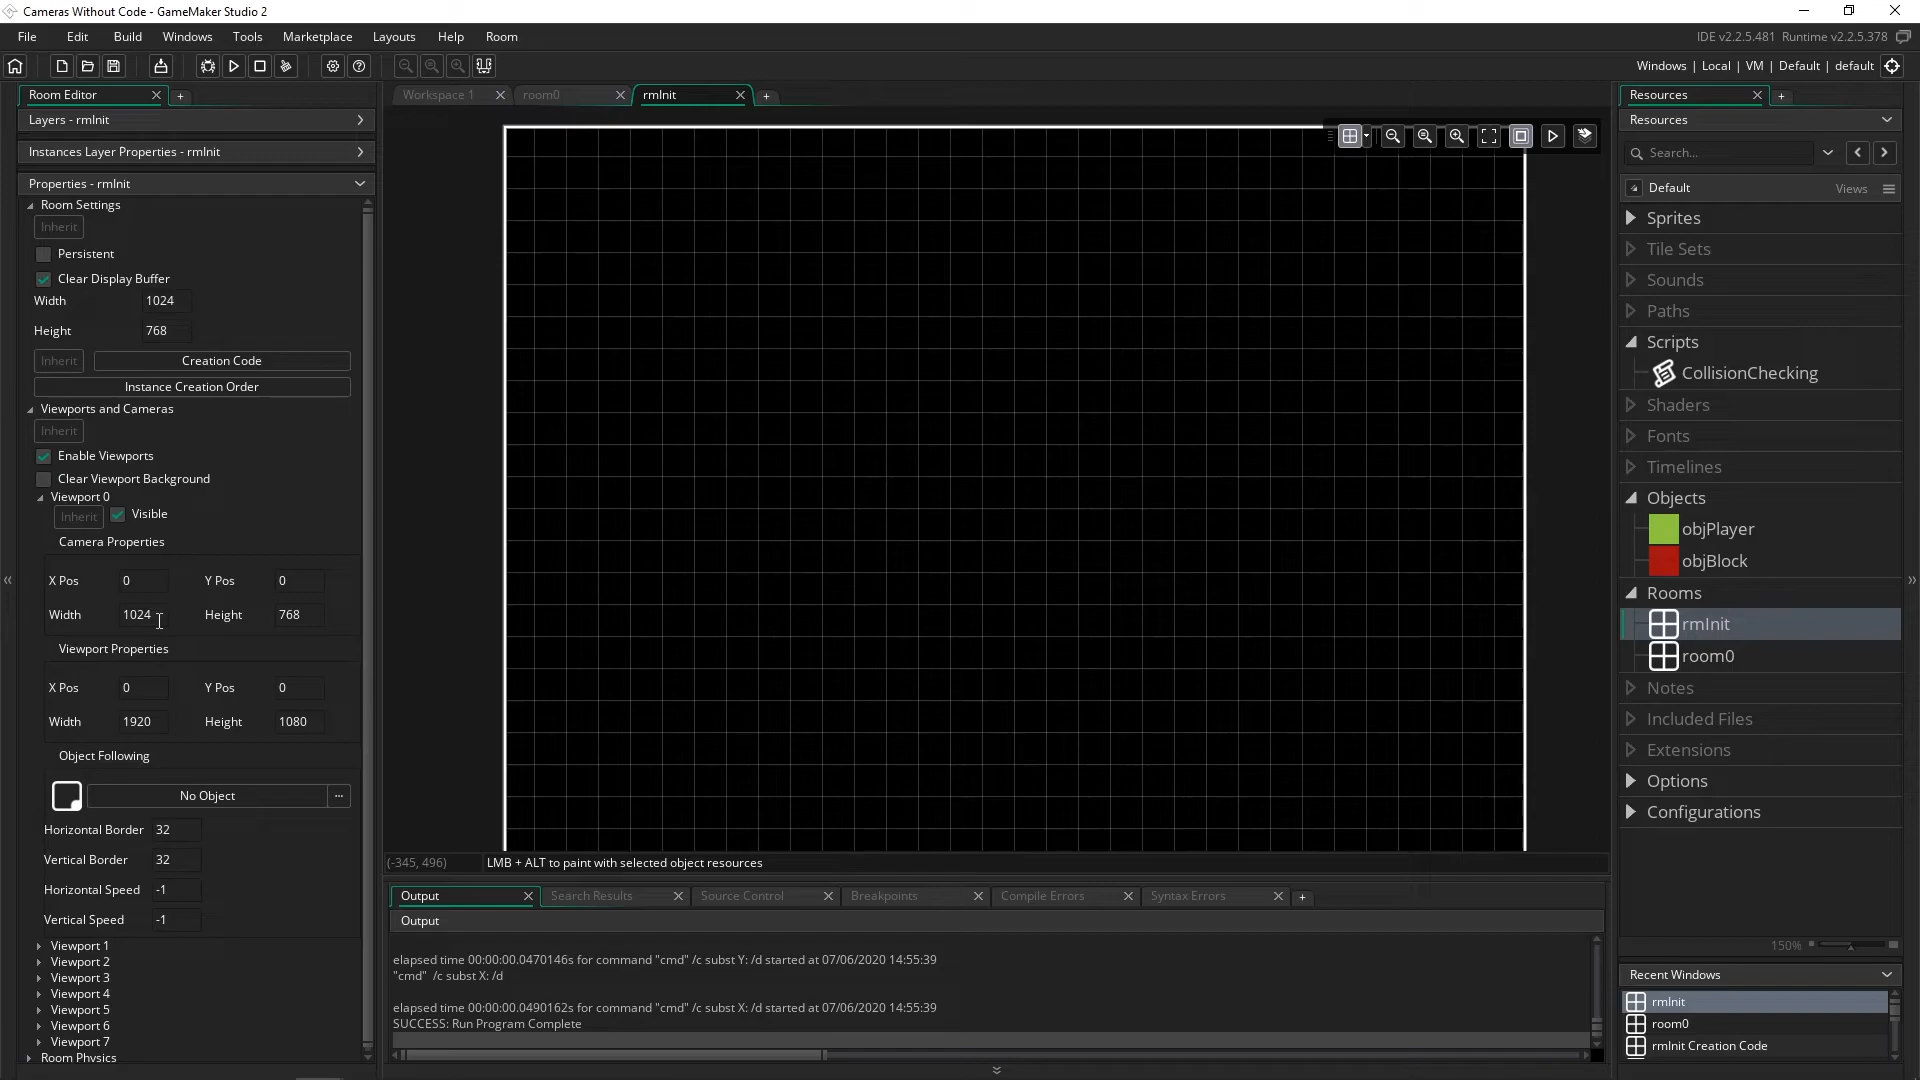 Cameras Without Code - GameMaker Studio 2
File Edit Build Windows Tools Marketplace Layouts Help Room
IDE v2.2.5.481 Runtime v2.2.5.378
Windows | Local | VM | Default | default
Room Editor
Layers - rmInit
Instances Layer Properties - rmInit
Properties - rmInit
Room Settings
Inherit
Persistent
Clear Display Buffer
Width 1024
Height 768
Inherit Creation Code
Instance Creation Order
Viewports and Cameras
Inherit
Enable Viewports
Clear Viewport Background
Viewport 0
Inherit Visible
Camera Properties
X Pos 0 Y Pos 0
Width 1024 Height 768
Viewport Properties
X Pos 0 Y Pos 0
Width 1920 Height 1080
Object Following
No Object ...
Horizontal Border 32
Vertical Border 32
Horizontal Speed -1
Vertical Speed -1
Viewport 1
Viewport 2
Viewport 3
Viewport 4
Viewport 5
Viewport 6
Viewport 7
Room Physics
Workspace 1 room0 rmInit
(-345, 496) LMB + ALT to paint with selected object resources
Output Search Results Source Control Breakpoints Compile Errors Syntax Errors
Output
elapsed time 00:00:00.0470146s for command "cmd" /c subst Y: /d started at 07/06/2020 14:55:39
"cmd" /c subst X: /d
elapsed time 00:00:00.0490162s for command "cmd" /c subst X: /d started at 07/06/2020 14:55:39
SUCCESS: Run Program Complete
Resources
Resources
Search...
Default Views
Sprites
Tile Sets
Sounds
Paths
Scripts
CollisionChecking
Shaders
Fonts
Timelines
Objects
objPlayer
objBlock
Rooms
rmInit
room0
Notes
Included Files
Extensions
Options
Configurations
150%
Recent Windows
rmInit
room0
rmInit Creation Code